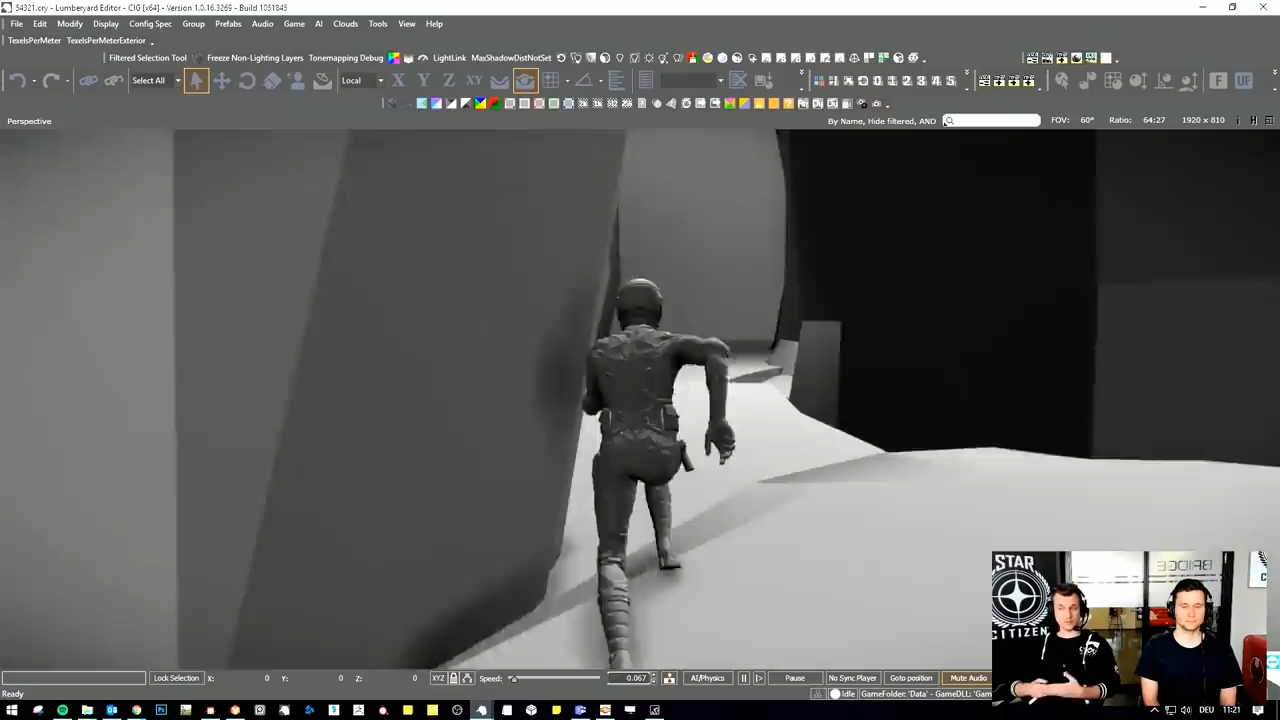 54321.cry - Lumberyard Editor - CIG [x64] - Version 1.0.16.3269 - Build 1051845
File Edit Modify Display Config Spec Group Prefabs Audio Game AI Clouds Tools View Help
TexelsPerMeter TexelsPerMeterExterior
Filtered Selection Tool Freeze Non-Lighting Layers Tonemapping Debug LightLink MaxShadowDistNotSet
Select All Local X Y Z XY F UF
Perspective By Name, Hide filtered, AND FOV: 60° Ratio: 64:27 1920 x 810
STAR
CITIZEN
BRIDGE
Lock Selection X: 0 Y: 0 Z: 0 XYZ Speed: 0.067 AI/Physics Pause No Sync Player Goto position Mute Audio
Ready Idle GameFolder: 'Data' - GameDLL: 'Gam
DEU 11:21